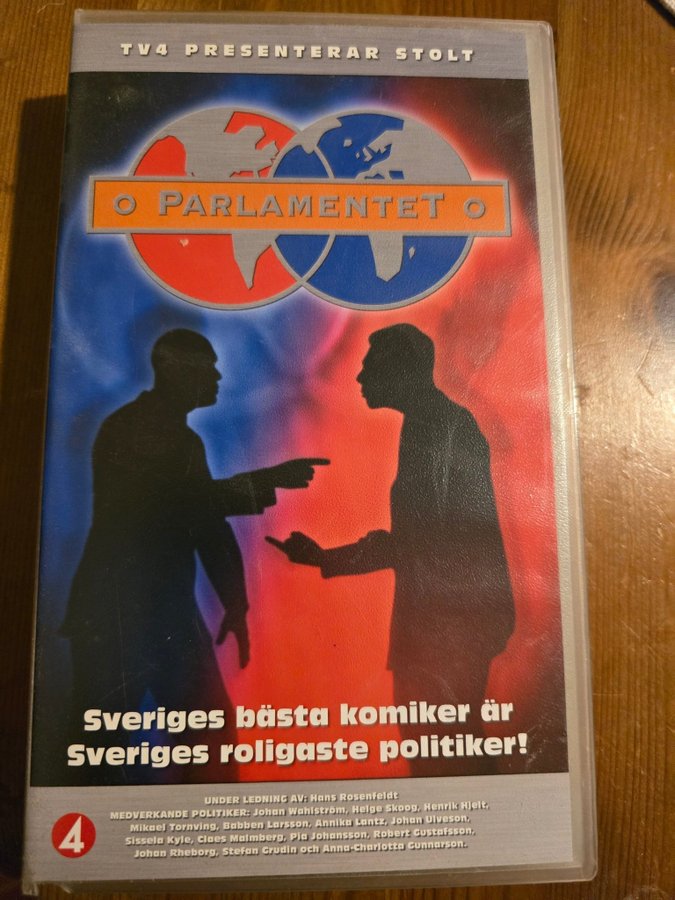 TV4 PRESENTERAR STOLT
PARLAMENTET
Sveriges bästa komiker är
Sveriges roligaste politiker!
UNDER LEDNING AV: Hans Rosenfeldt
MEDVERKANDE POLITIKER: Johan Wahlström, Helge Skoog, Henrik Hjelt,
Mikael Tornving, Babben Larsson, Annika Lantz, Johan Ulveson,
Sissela Kyle, Claes Malmberg, Pia Johansson, Robert Gustafsson,
Johan Rheborg, Stefan Grudin och Anna-Charlotta Gunnarson.
4